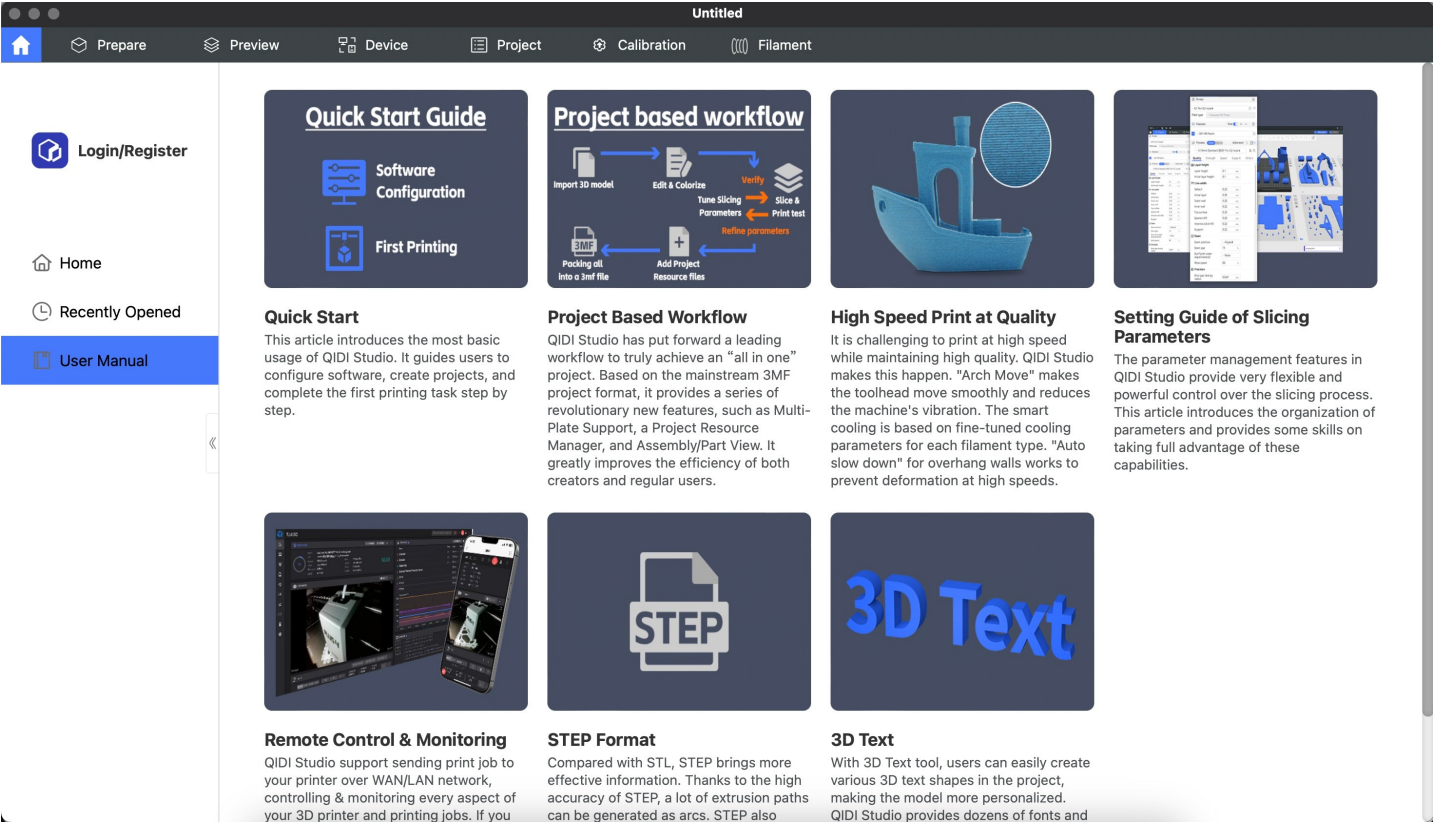 Untitled
Prepare
Preview
Device
Project
Calibration
Filament
Login/Register
Home
Recently Opened
User Manual
Quick Start Guide
Software
Configuration
First Printing
Quick Start
This article introduces the most basic
usage of QIDI Studio. It guides users to
configure software, create projects, and
complete the first printing task step by
step.
Project based workflow
Import 3D model
Edit & Colorize
Verify
Tune Slicing
Parameters
Slice &
Print test
Refine parameters
3MF
Packing all
into a 3mf file
Add Project
Resource files
Project Based Workflow
QIDI Studio has put forward a leading
workflow to truly achieve an “all in one”
project. Based on the mainstream 3MF
project format, it provides a series of
revolutionary new features, such as Multi-
Plate Support, a Project Resource
Manager, and Assembly/Part View. It
greatly improves the efficiency of both
creators and regular users.
High Speed Print at Quality
It is challenging to print at high speed
while maintaining high quality. QIDI Studio
makes this happen. "Arch Move" makes
the toolhead move smoothly and reduces
the machine's vibration. The smart
cooling is based on fine-tuned cooling
parameters for each filament type. "Auto
slow down" for overhang walls works to
prevent deformation at high speeds.
Setting Guide of Slicing
Parameters
The parameter management features in
QIDI Studio provide very flexible and
powerful control over the slicing process.
This article introduces the organization of
parameters and provides some skills on
taking full advantage of these
capabilities.
Remote Control & Monitoring
QIDI Studio support sending print job to
your printer over WAN/LAN network,
controlling & monitoring every aspect of
your 3D printer and printing jobs. If you
STEP
STEP Format
Compared with STL, STEP brings more
effective information. Thanks to the high
accuracy of STEP, a lot of extrusion paths
can be generated as arcs. STEP also
3D Text
3D Text
With 3D Text tool, users can easily create
various 3D text shapes in the project,
making the model more personalized.
QIDI Studio provides dozens of fonts and